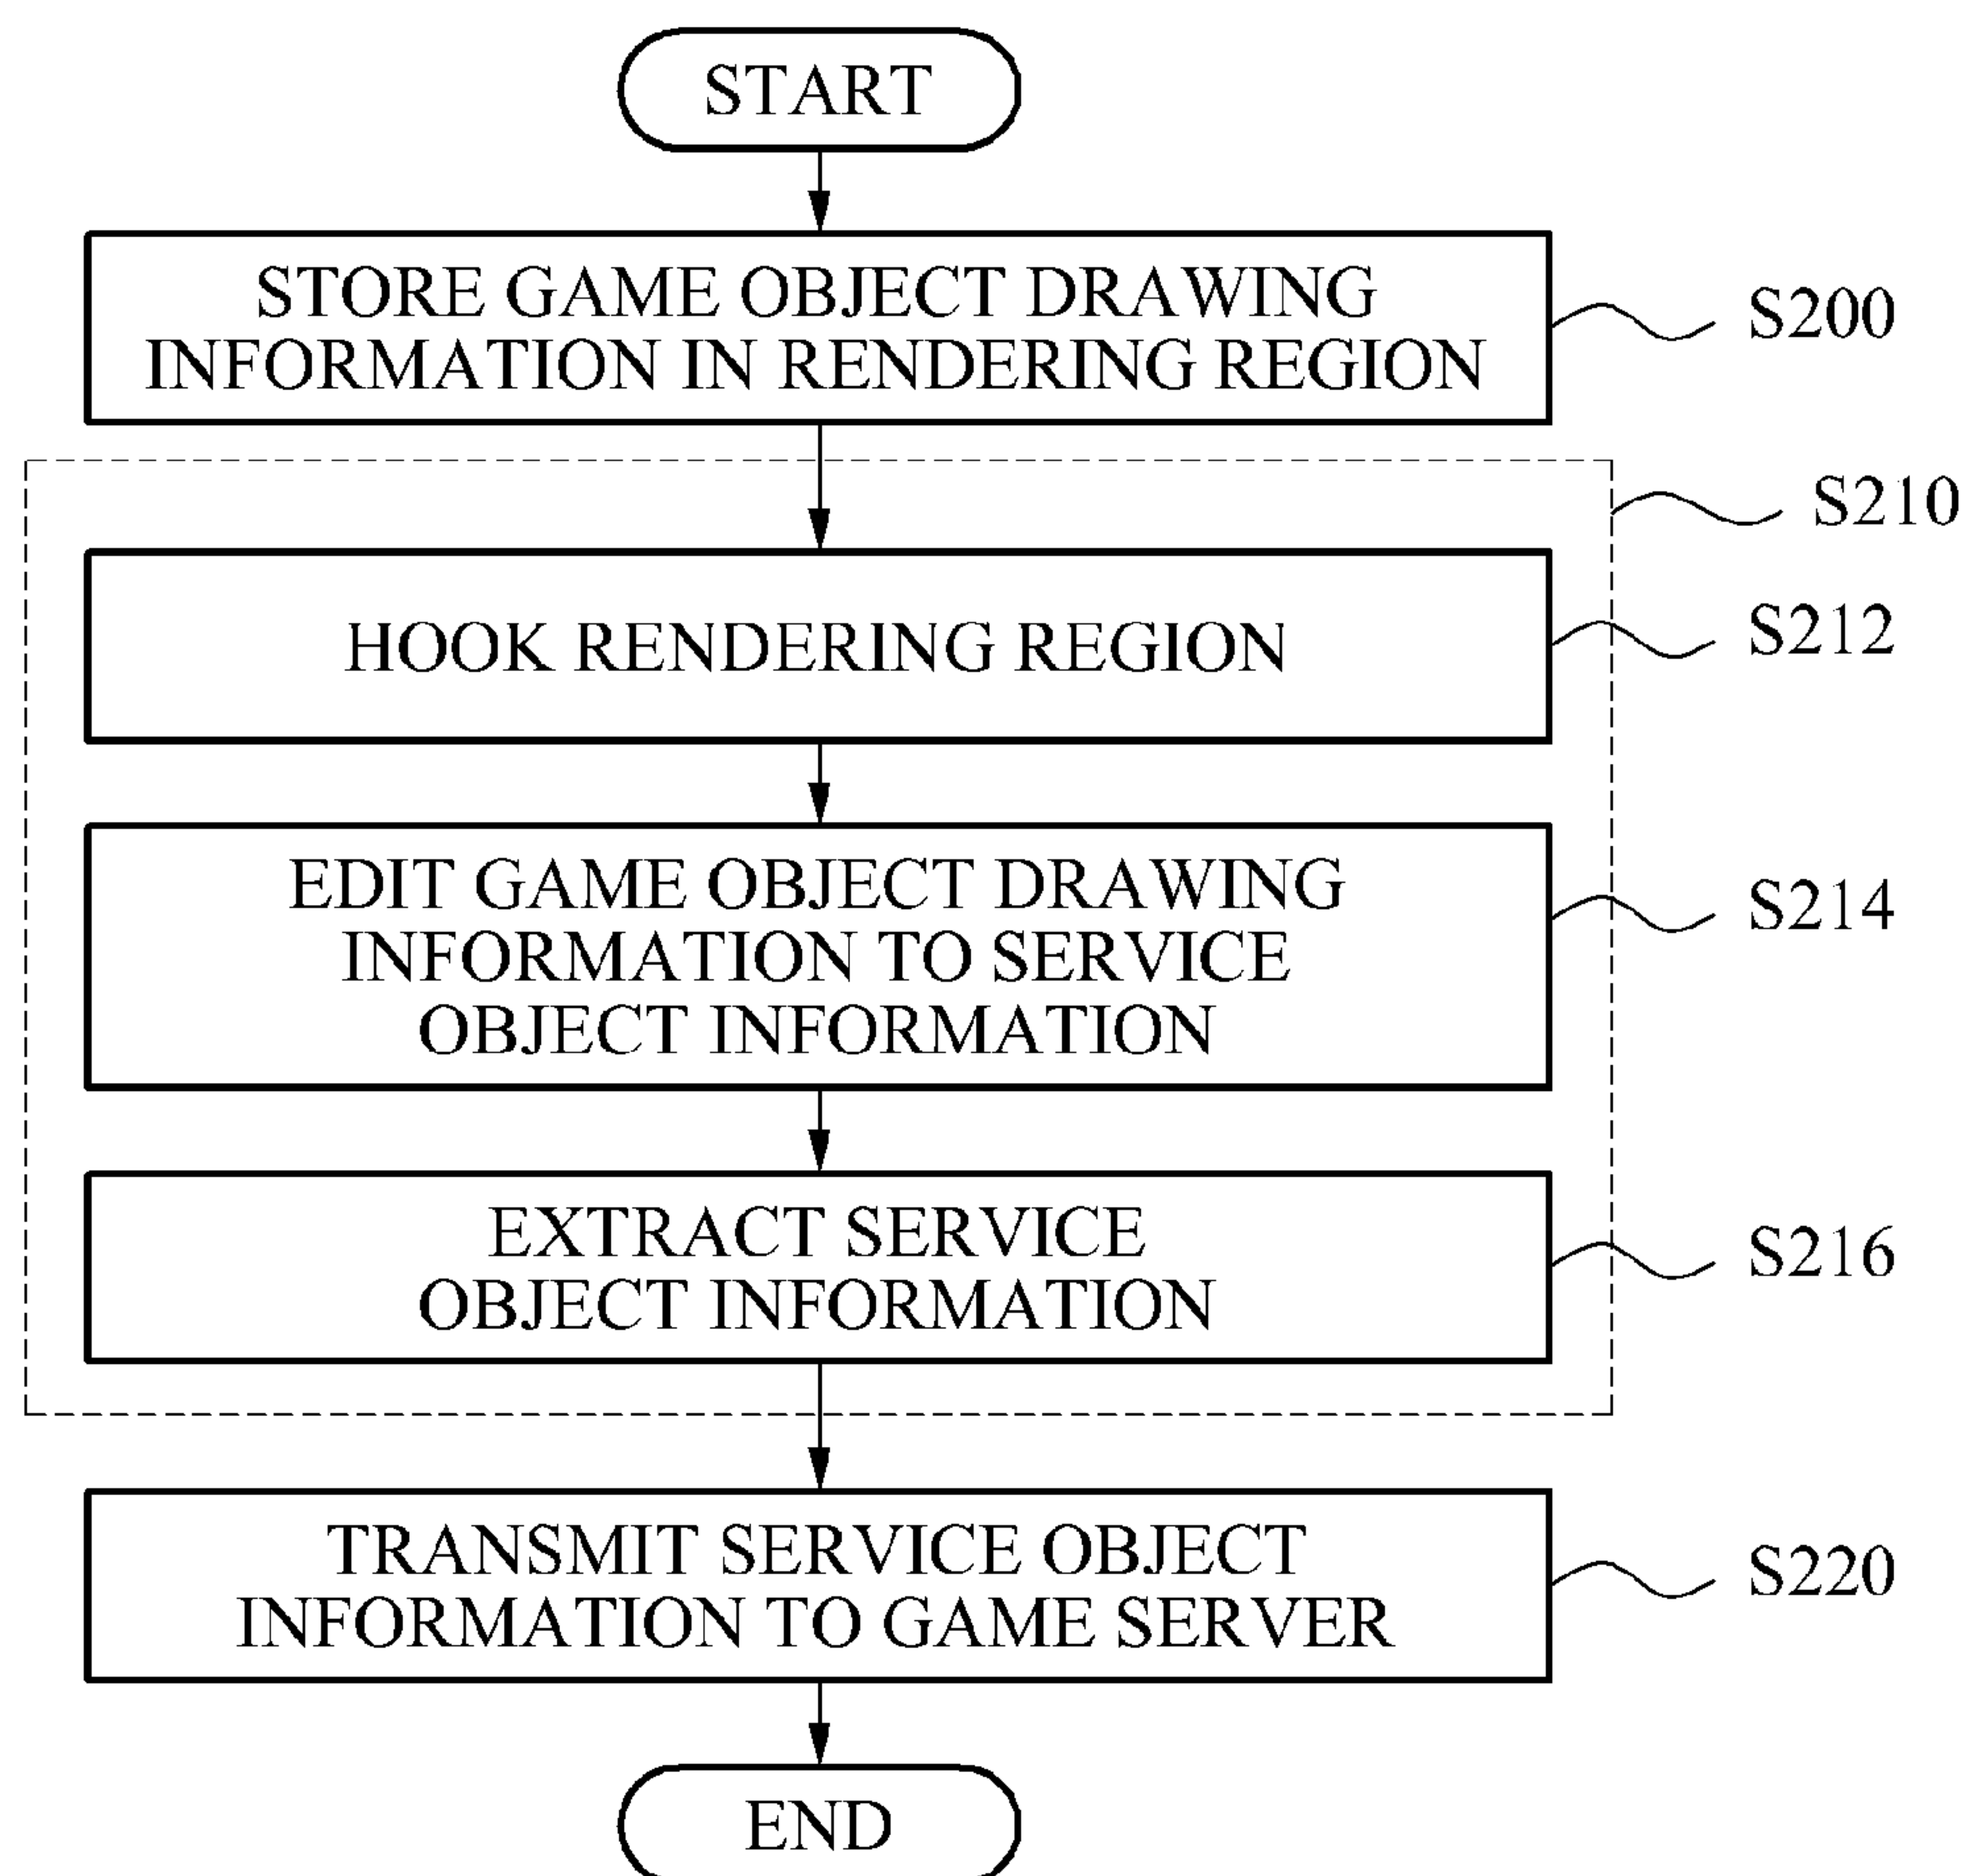 START
STORE GAME OBJECT DRAWING
INFORMATION IN RENDERING REGION
S200
S210
HOOK RENDERING REGION
S212
EDIT GAME OBJECT DRAWING
INFORMATION TO SERVICE
OBJECT INFORMATION
S214
EXTRACT SERVICE
OBJECT INFORMATION
S216
TRANSMIT SERVICE OBJECT
INFORMATION TO GAME SERVER
S220
END